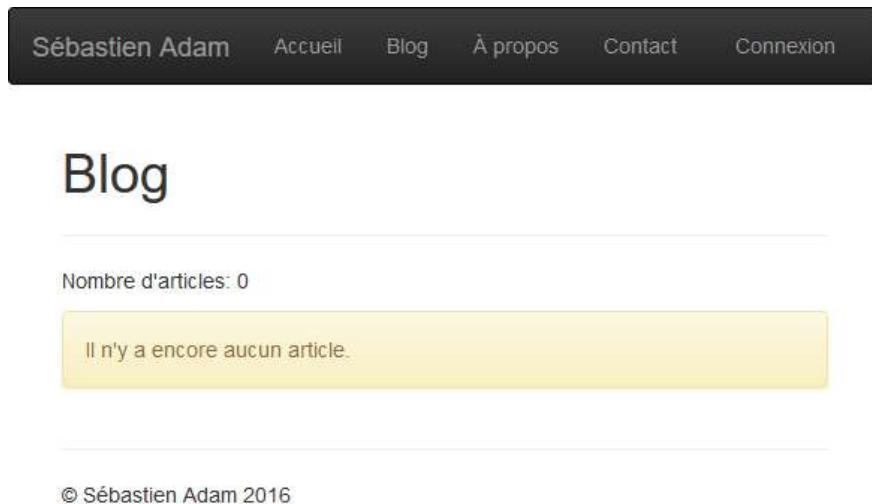 Sébastien Adam Accueil Blog À propos Contact Connexion
Blog
Nombre d'articles: 0
Il n'y a encore aucun article.
© Sébastien Adam 2016